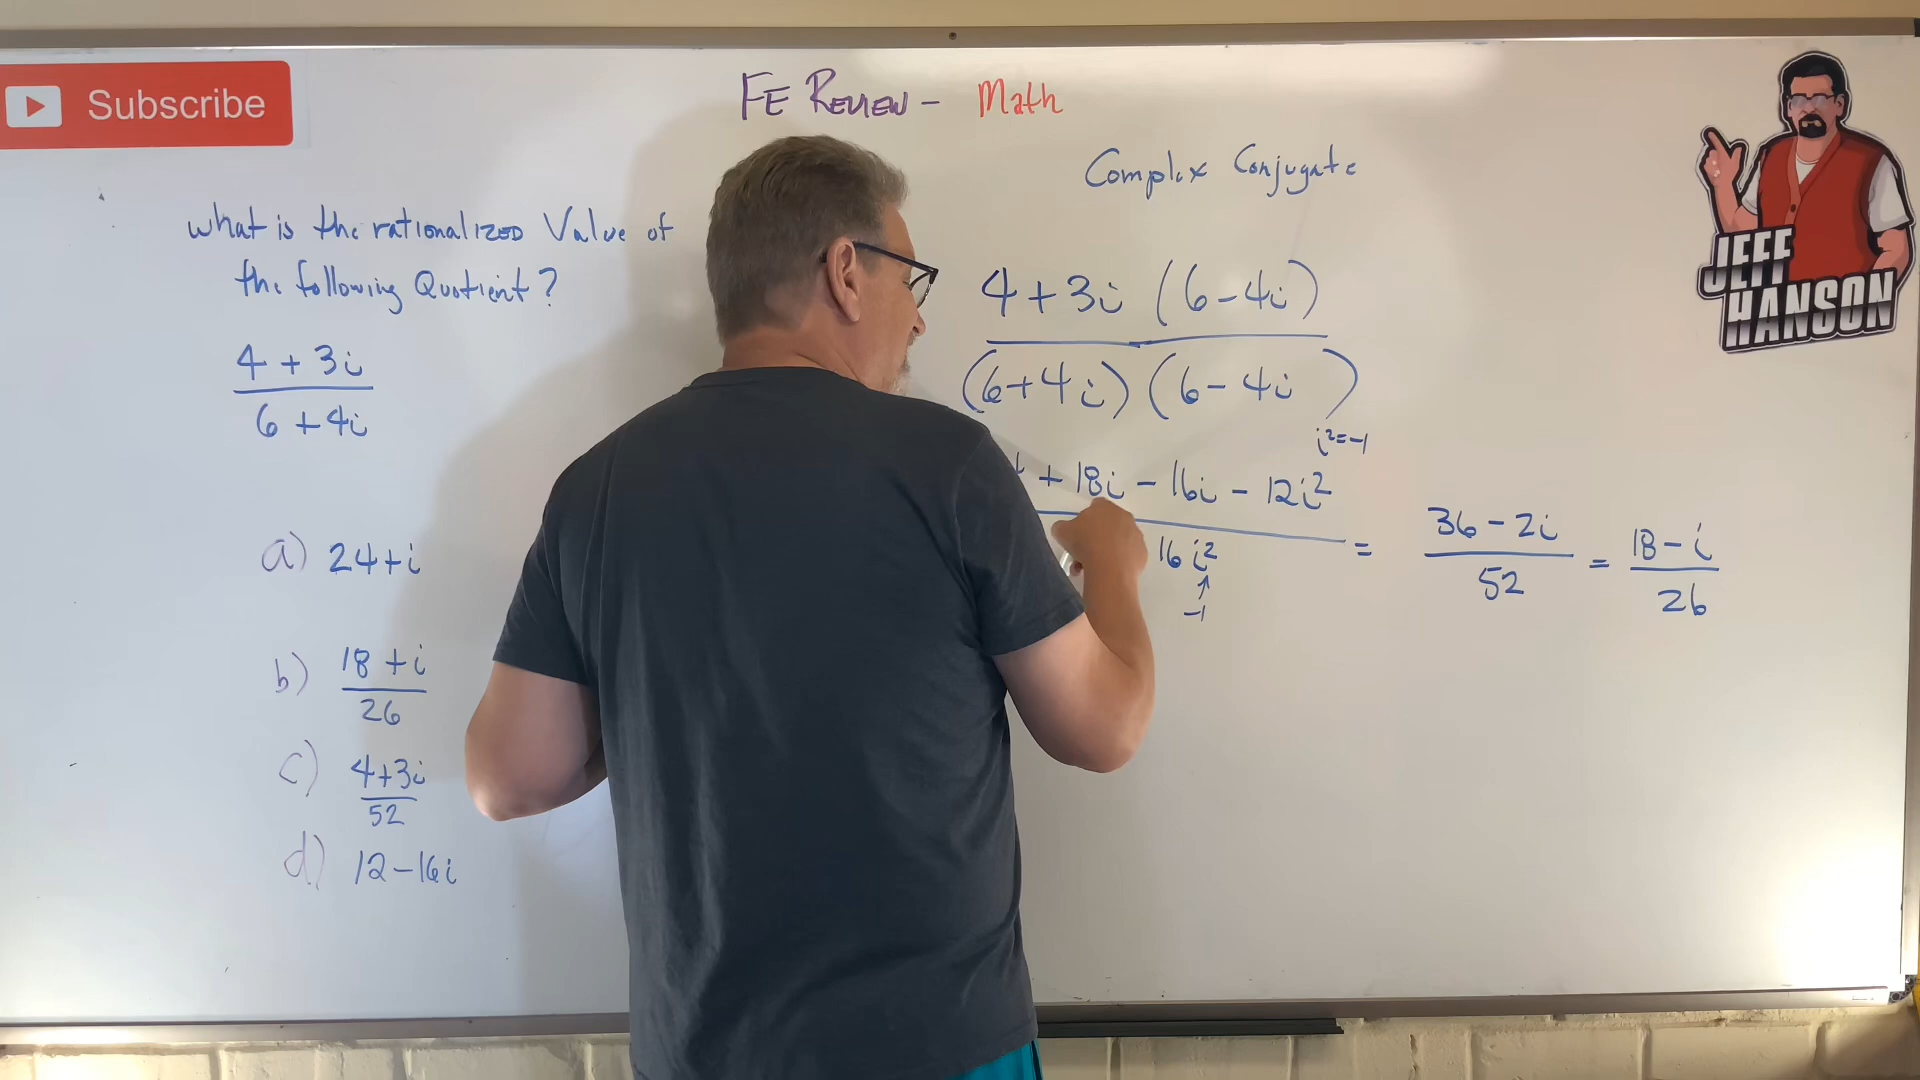 Subscribe
FE REVIEW - Math
Complex Conjugate
What is the rationalized Value of
the following Quotient?
4 + 3i
6 + 4i
a) 24+i
b) 18 + i
26
c) 4+3i
52
d) 12-16i
4+3i (6-4i)
(6+4i) (6-4i)
i²=-1
+18i - 16i - 12i²
16i²
↑
-1
= 36-2i
52
= 18-i
26
JEFF
HANSON